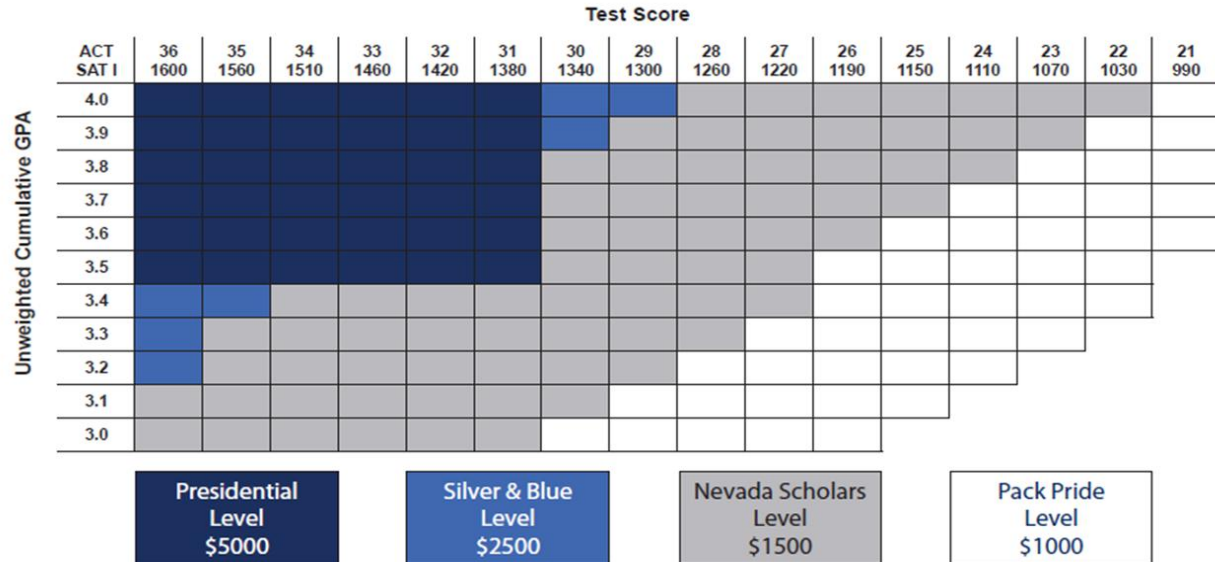 Test Score
ACT 36 35 34 33 32 31 30 29 28 27 26 25 24 23 22 21
SAT I 1600 1560 1510 1460 1420 1380 1340 1300 1260 1220 1190 1150 1110 1070 1030 990
Unweighted Cumulative GPA
4.0
3.9
3.8
3.7
3.6
3.5
3.4
3.3
3.2
3.1
3.0
Presidential
Level
$5000
Silver & Blue
Level
$2500
Nevada Scholars
Level
$1500
Pack Pride
Level
$1000